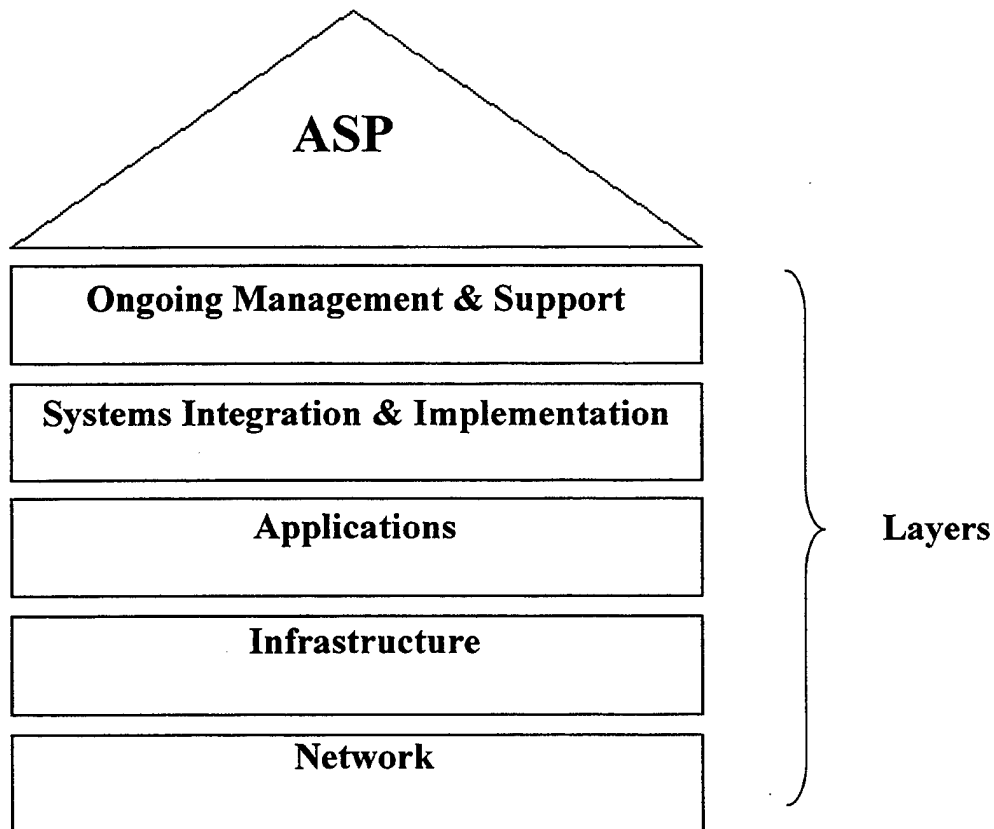 ASP
Ongoing Management & Support
Systems Integration & Implementation
Applications
Layers
Infrastructure
Network